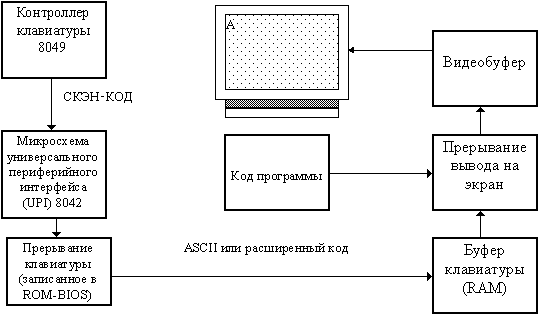 Контроллер
клавиатуры
8049
СКЭН-КОД
Микросхема
универсального
периферийного
интерфейса
(UPI) 8042
Прерывание
клавиатуры
(записанное в
ROM-BIOS)
ASCII или расширенный код
Буфер
клавиатуры
(RAM)
Код программы
Прерывание
вывода на
экран
Видеобуфер
А